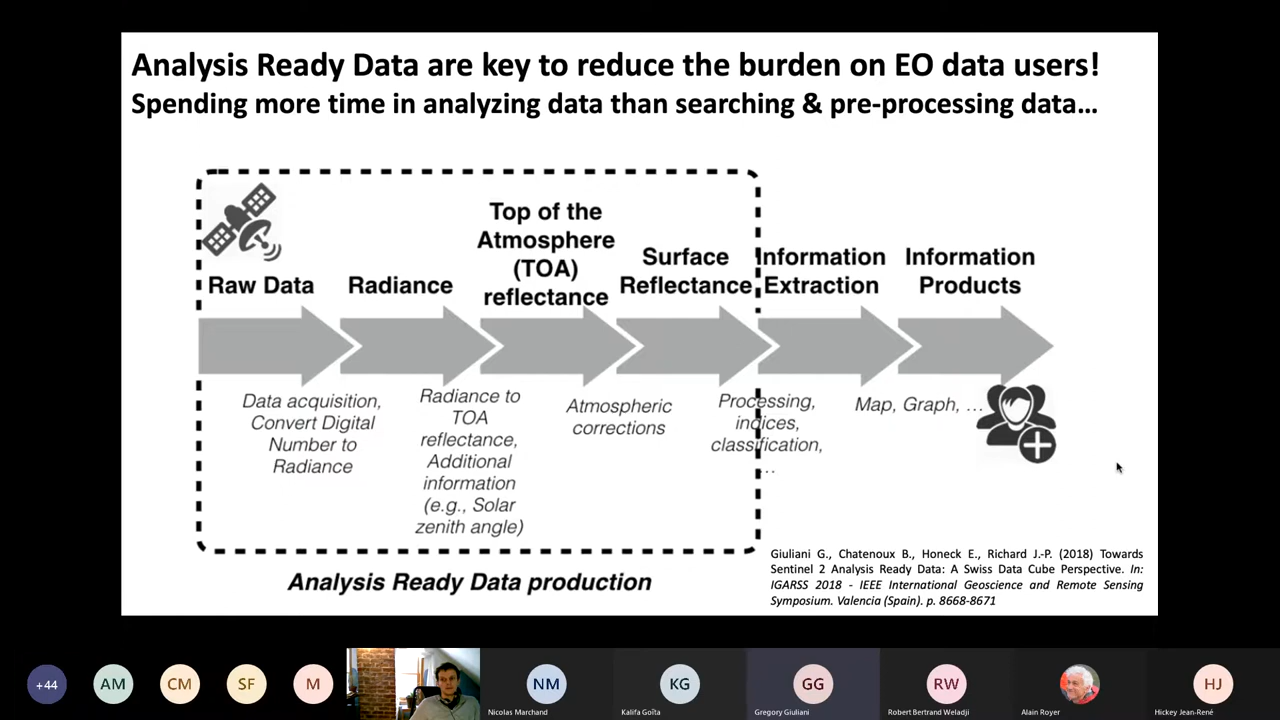 Analysis Ready Data are key to reduce the burden on EO data users!
Spending more time in analyzing data than searching & pre-processing data…
Raw Data
Radiance
Top of the
Atmosphere
(TOA)
reflectance
Surface
Reflectance
Information
Extraction
Information
Products
Data acquisition,
Convert Digital
Number to
Radiance
Radiance to
TOA
reflectance,
Additional
information
(e.g., Solar
zenith angle)
Atmospheric
corrections
Processing,
indices,
classification,
…
Map, Graph, …
Analysis Ready Data production
Giuliani G., Chatenoux B., Honeck E., Richard J.-P. (2018) Towards
Sentinel 2 Analysis Ready Data: A Swiss Data Cube Perspective. In:
IGARSS 2018 - IEEE International Geoscience and Remote Sensing
Symposium. Valencia (Spain). p. 8668-8671
+44
AM
CM
SF
M
NM
Nicolas Marchand
KG
Kalifa Goïta
GG
Gregory Giuliani
RW
Robert Bertrand Weladji
Alain Royer
HJ
Hickey Jean-René